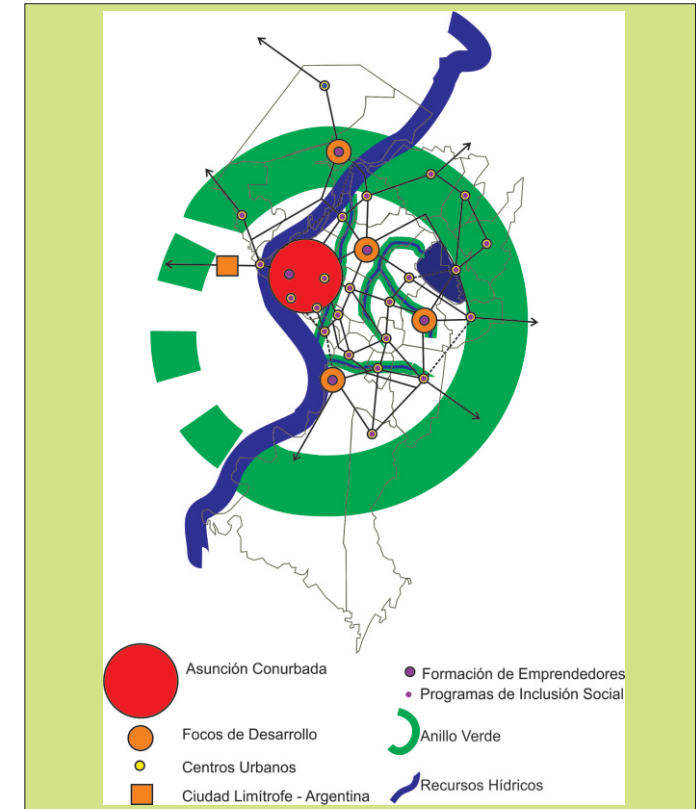 Asunción Conurbada
Focos de Desarrollo
Centros Urbanos
Ciudad Limítrofe - Argentina
Formación de Emprendedores
Programas de Inclusión Social
Anillo Verde
Recursos Hídricos